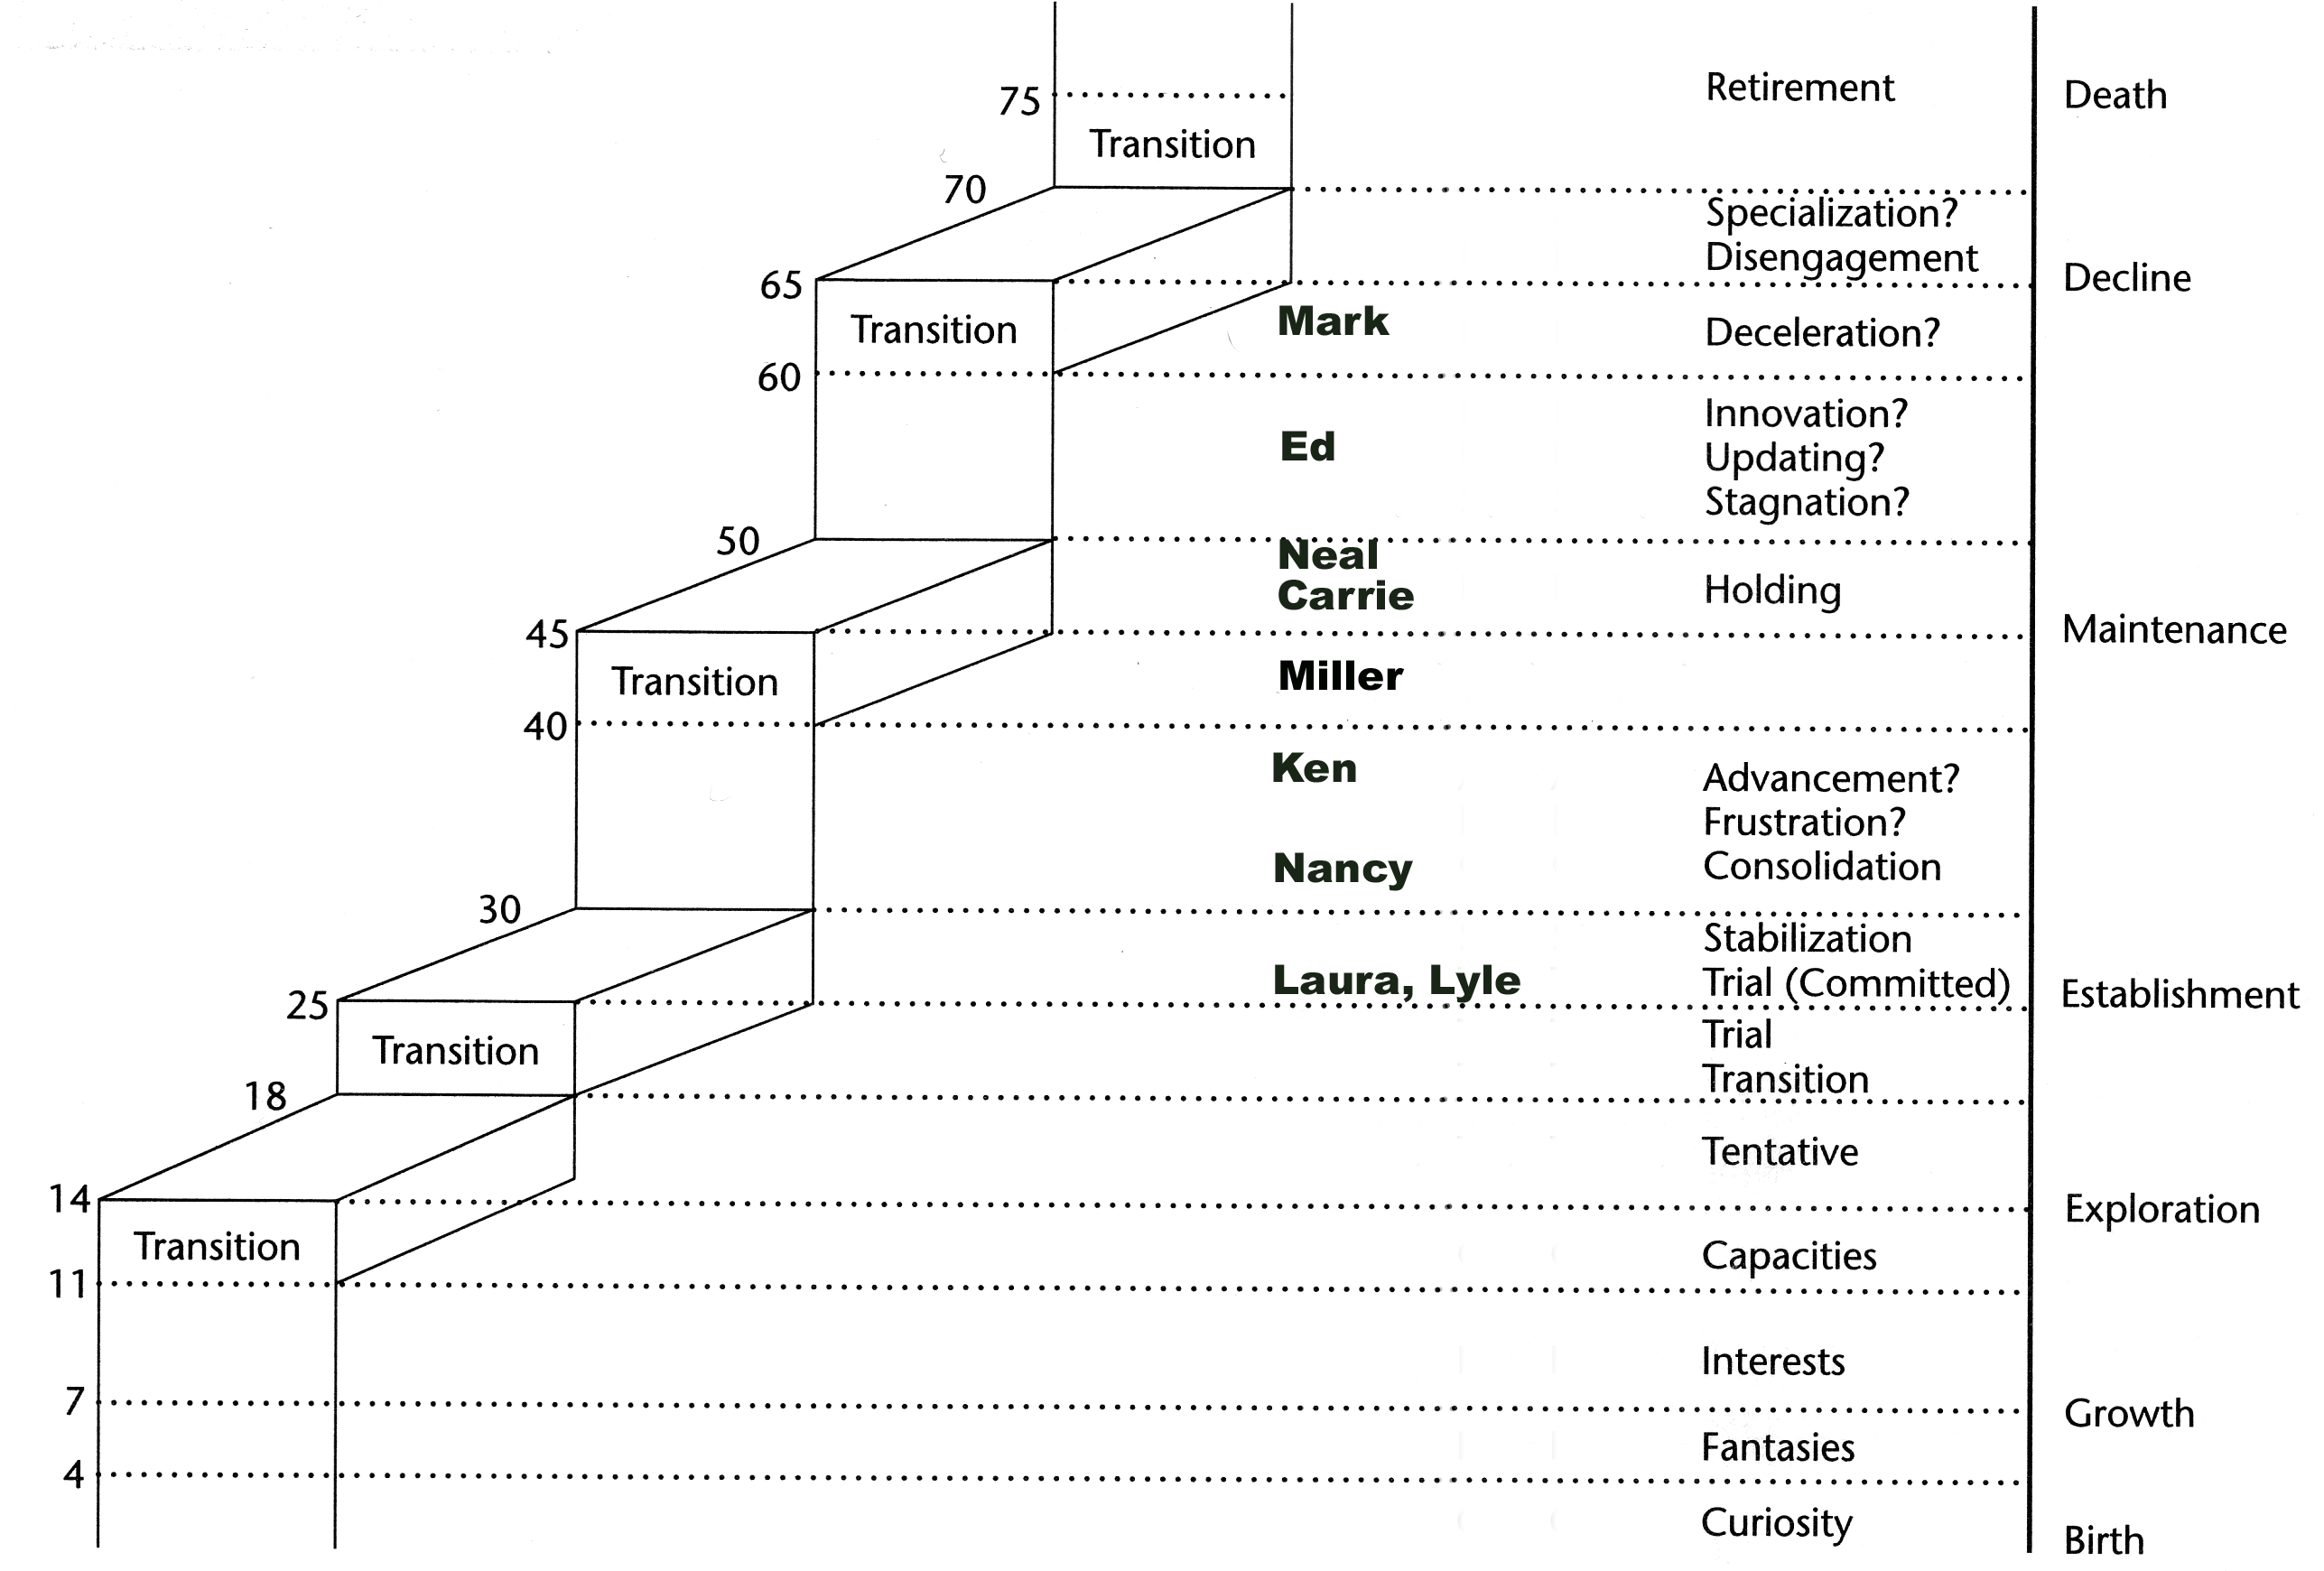 75
Retirement
Death
Transition
70
Specialization?
Disengagement
65
Decline
Transition
Mark
Deceleration?
60
Innovation?
Ed
Updating?
Stagnation?
50
Neal
Carrie
Holding
45
Maintenance
Transition
Miller
40
Ken
Advancement?
Frustration?
Nancy
Consolidation
30
Stabilization
Laura, Lyle
Trial (Committed)
25
Establishment
Trial
Transition
Transition
18
Tentative
14
Exploration
Transition
Capacities
11
Interests
7
Growth
Fantasies
4
Curiosity
Birth